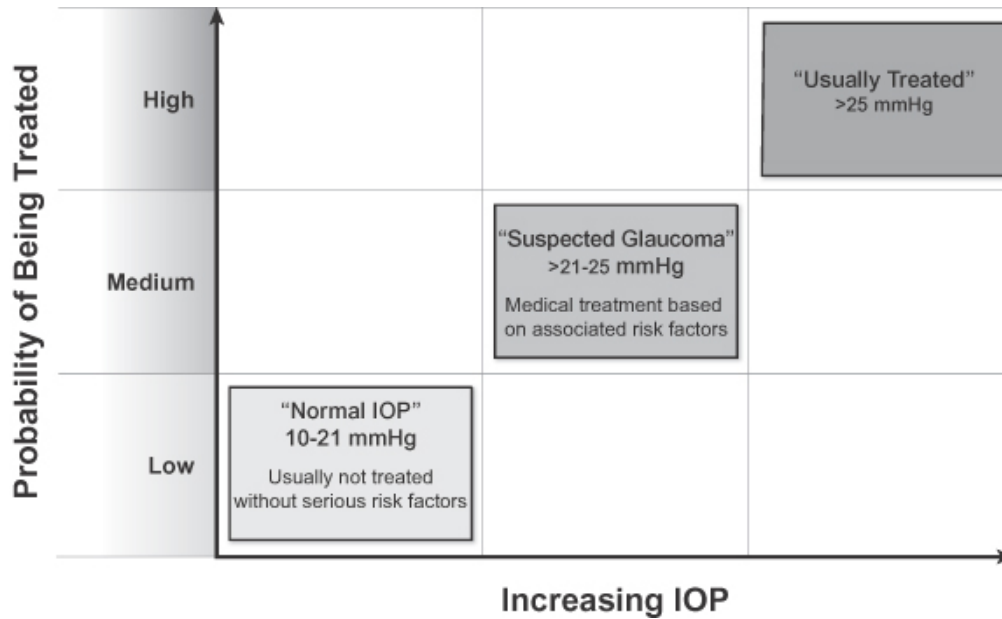 Probability of Being Treated
High
“Usually Treated”
>25 mmHg
Medium
“Suspected Glaucoma”
>21-25 mmHg
Medical treatment based
on associated risk factors
Low
“Normal IOP”
10-21 mmHg
Usually not treated
without serious risk factors
Increasing IOP